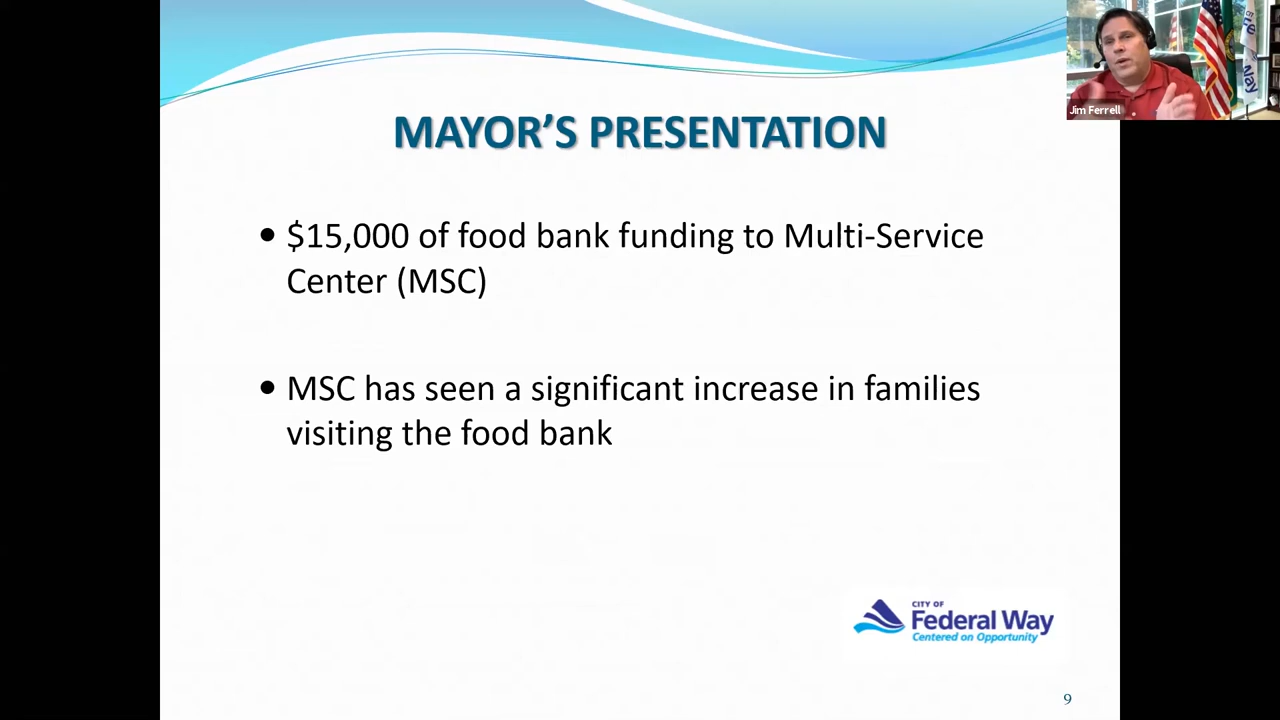 Jim Ferrell
MAYOR’S PRESENTATION
• $15,000 of food bank funding to Multi-Service
Center (MSC)
• MSC has seen a significant increase in families
visiting the food bank
CITY OF
Federal Way
Centered on Opportunity
9